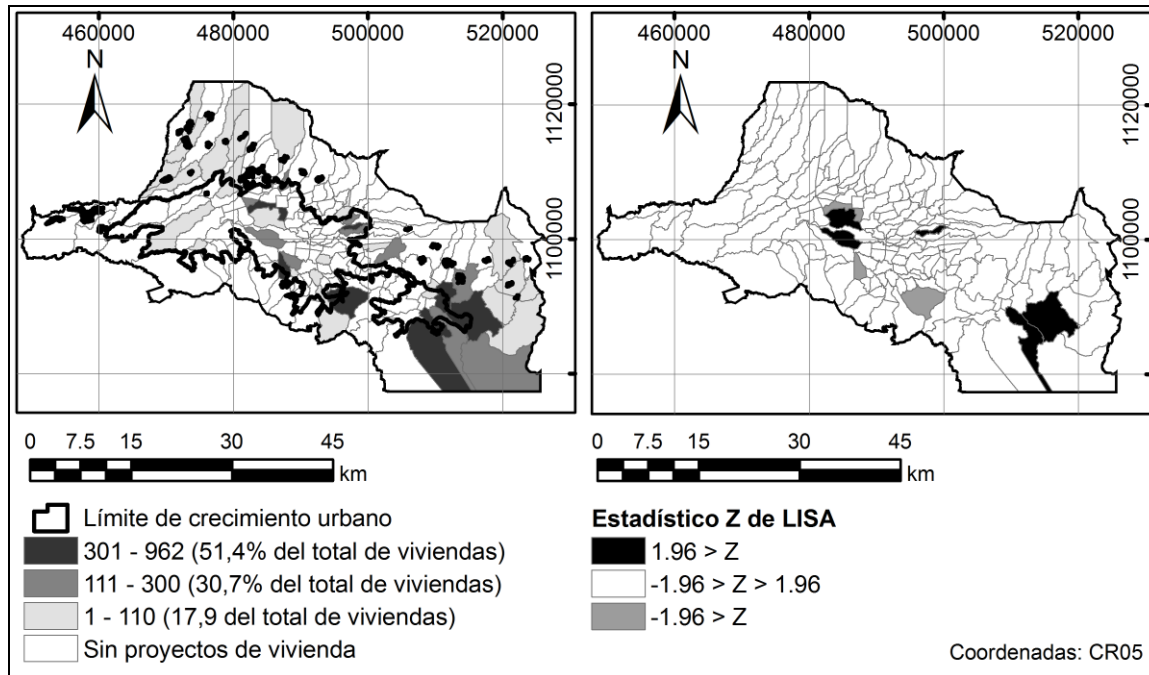 460000 480000 500000 520000
N
1120000
1100000
0 7.5 15 30 45
km
Límite de crecimiento urbano
301 - 962 (51,4% del total de viviendas)
111 - 300 (30,7% del total de viviendas)
1 - 110 (17,9 del total de viviendas)
Sin proyectos de vivienda
460000 480000 500000 520000
N
1120000
1100000
0 7.5 15 30 45
km
Estadístico Z de LISA
1.96 > Z
-1.96 > Z > 1.96
-1.96 > Z
Coordenadas: CR05